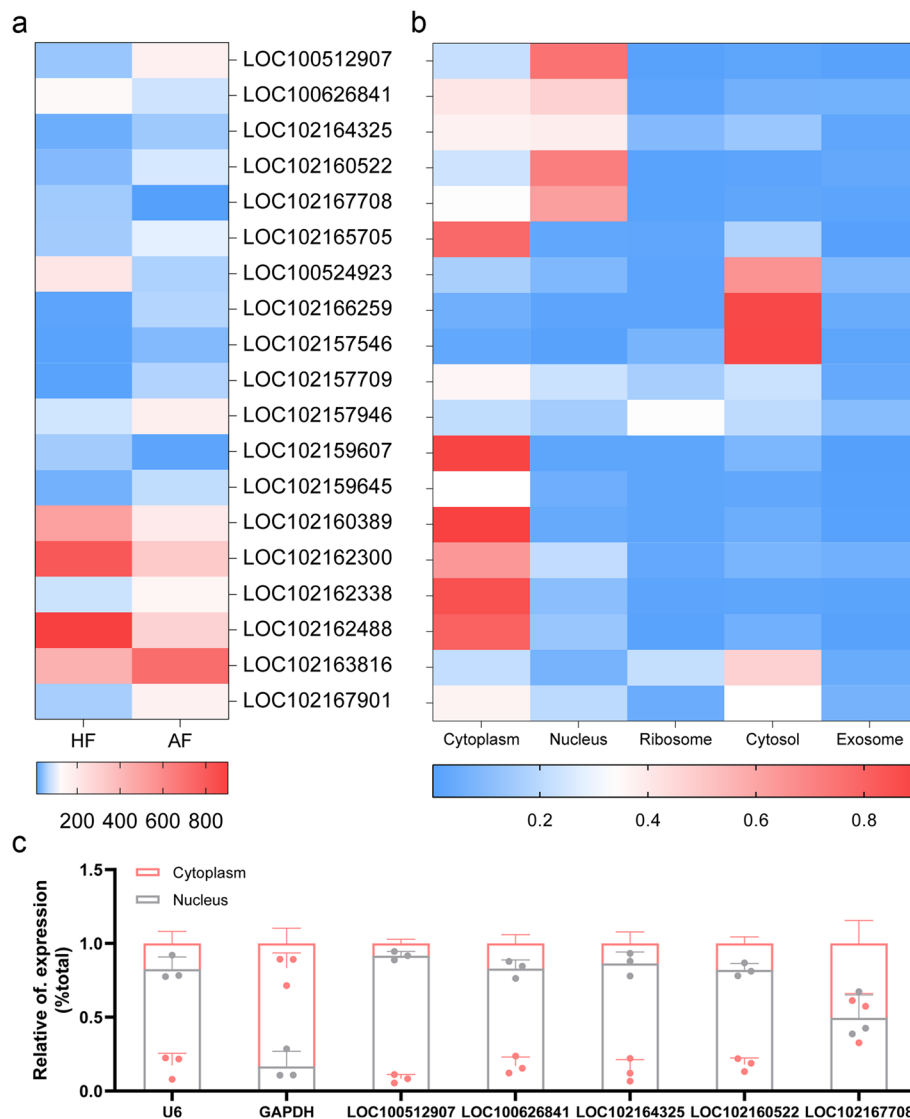 a
b
LOC100512907
LOC100626841
LOC102164325
LOC102160522
LOC102167708
LOC102165705
LOC100524923
LOC102166259
LOC102157546
LOC102157709
LOC102157946
LOC102159607
LOC102159645
LOC102160389
LOC102162300
LOC102162338
LOC102162488
LOC102163816
LOC102167901
HF AF
Cytoplasm Nucleus Ribosome Cytosol Exosome
200 400 600 800
0.2 0.4 0.6 0.8
c
Relative of. expression
(%total)
1.5
1.0
0.5
0.0
Cytoplasm
Nucleus
U6 GAPDH LOC100512907 LOC100626841 LOC102164325 LOC102160522 LOC102167708